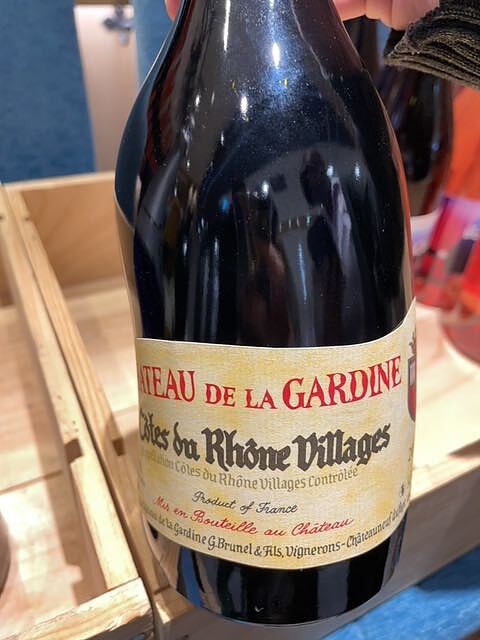 ATEAU DE LA GARDINE
Côtes du Rhône Villages
Côtes du Rhône Villages Contrôlée
Product of France
Mis en Bouteille au Château
de la Gardine G.Brunel & Fils, Vignerons-Châteauneuf